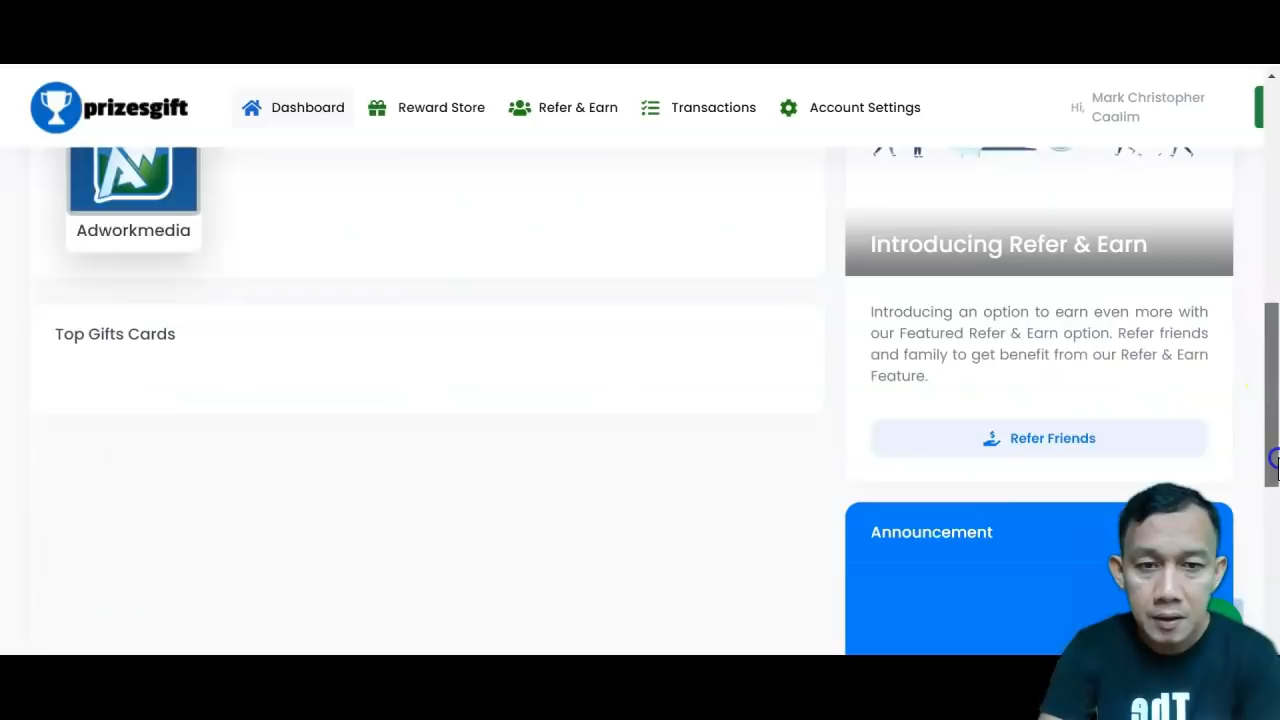 prizesgift
Dashboard
Reward Store
Refer & Earn
Transactions
Account Settings
Hi,
Mark Christopher
Caalim
Adworkmedia
Top Gifts Cards
Introducing Refer & Earn
Introducing an option to earn even more with
our Featured Refer & Earn option. Refer friends
and family to get benefit from our Refer & Earn
Feature.
Refer Friends
Announcement
The